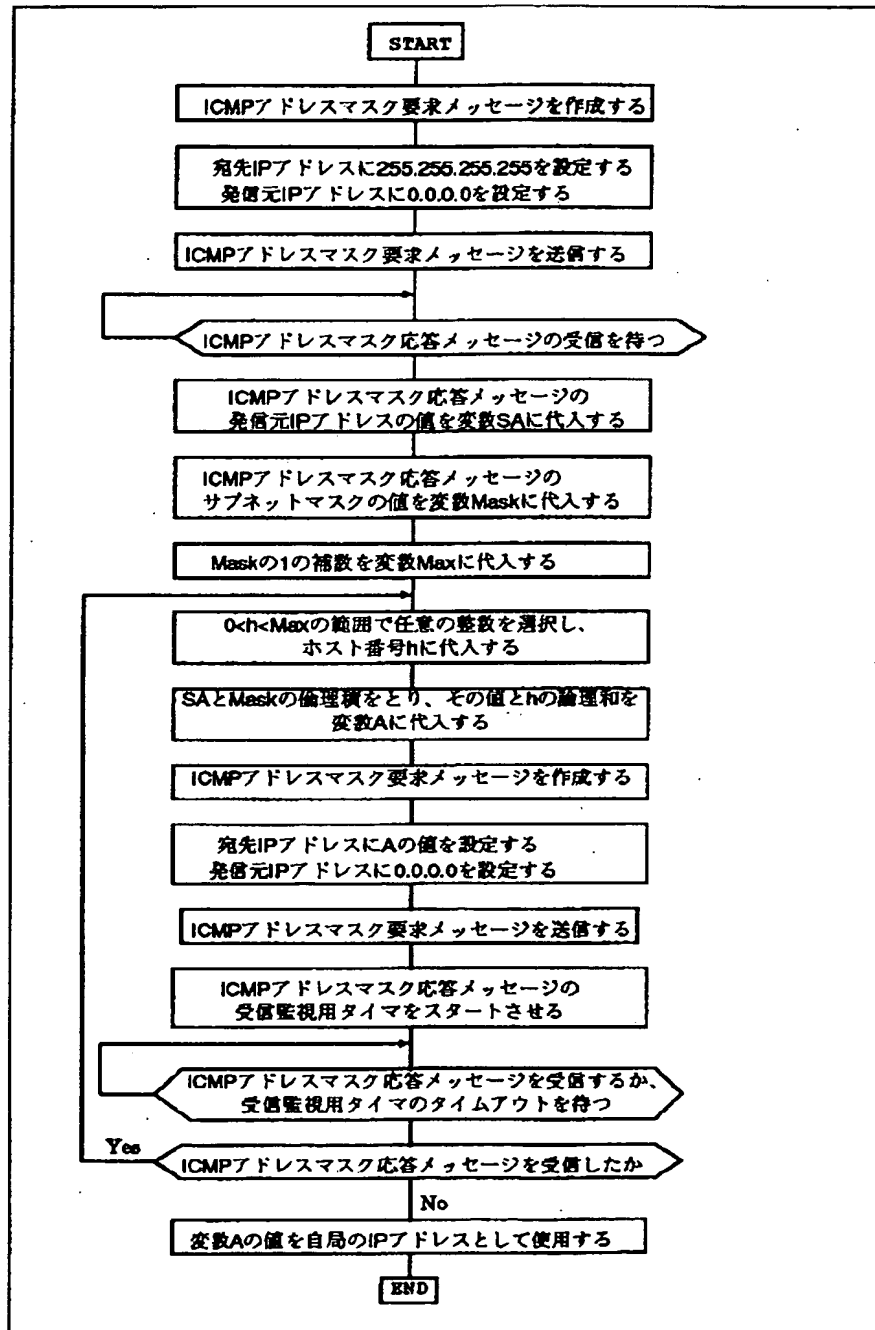 START
ICMPアドレスマスク要求メッセージを作成する
宛先IPアドレスに255.255.255.255を設定する
発信元IPアドレスに0.0.0.0を設定する
ICMPアドレスマスク要求メッセージを送信する
ICMPアドレスマスク応答メッセージの受信を待つ
ICMPアドレスマスク応答メッセージの
発信元IPアドレスの値を変数SAに代入する
ICMPアドレスマスク応答メッセージの
サブネットマスクの値を変数Maskに代入する
Maskの1の補数を変数Maxに代入する
0<h<Maxの範囲で任意の整数を選択し、
ホスト番号hに代入する
SAとMaskの倫理積をとり、その値とhの論理和を
変数Aに代入する
ICMPアドレスマスク要求メッセージを作成する
宛先IPアドレスにAの値を設定する
発信元IPアドレスに0.0.0.0を設定する
ICMPアドレスマスク要求メッセージを送信する
ICMPアドレスマスク応答メッセージの
受信監視用タイマをスタートさせる
ICMPアドレスマスク応答メッセージを受信するか、
受信監視用タイマのタイムアウトを待つ
Yes
ICMPアドレスマスク応答メッセージを受信したか
No
変数Aの値を自局のIPアドレスとして使用する
END